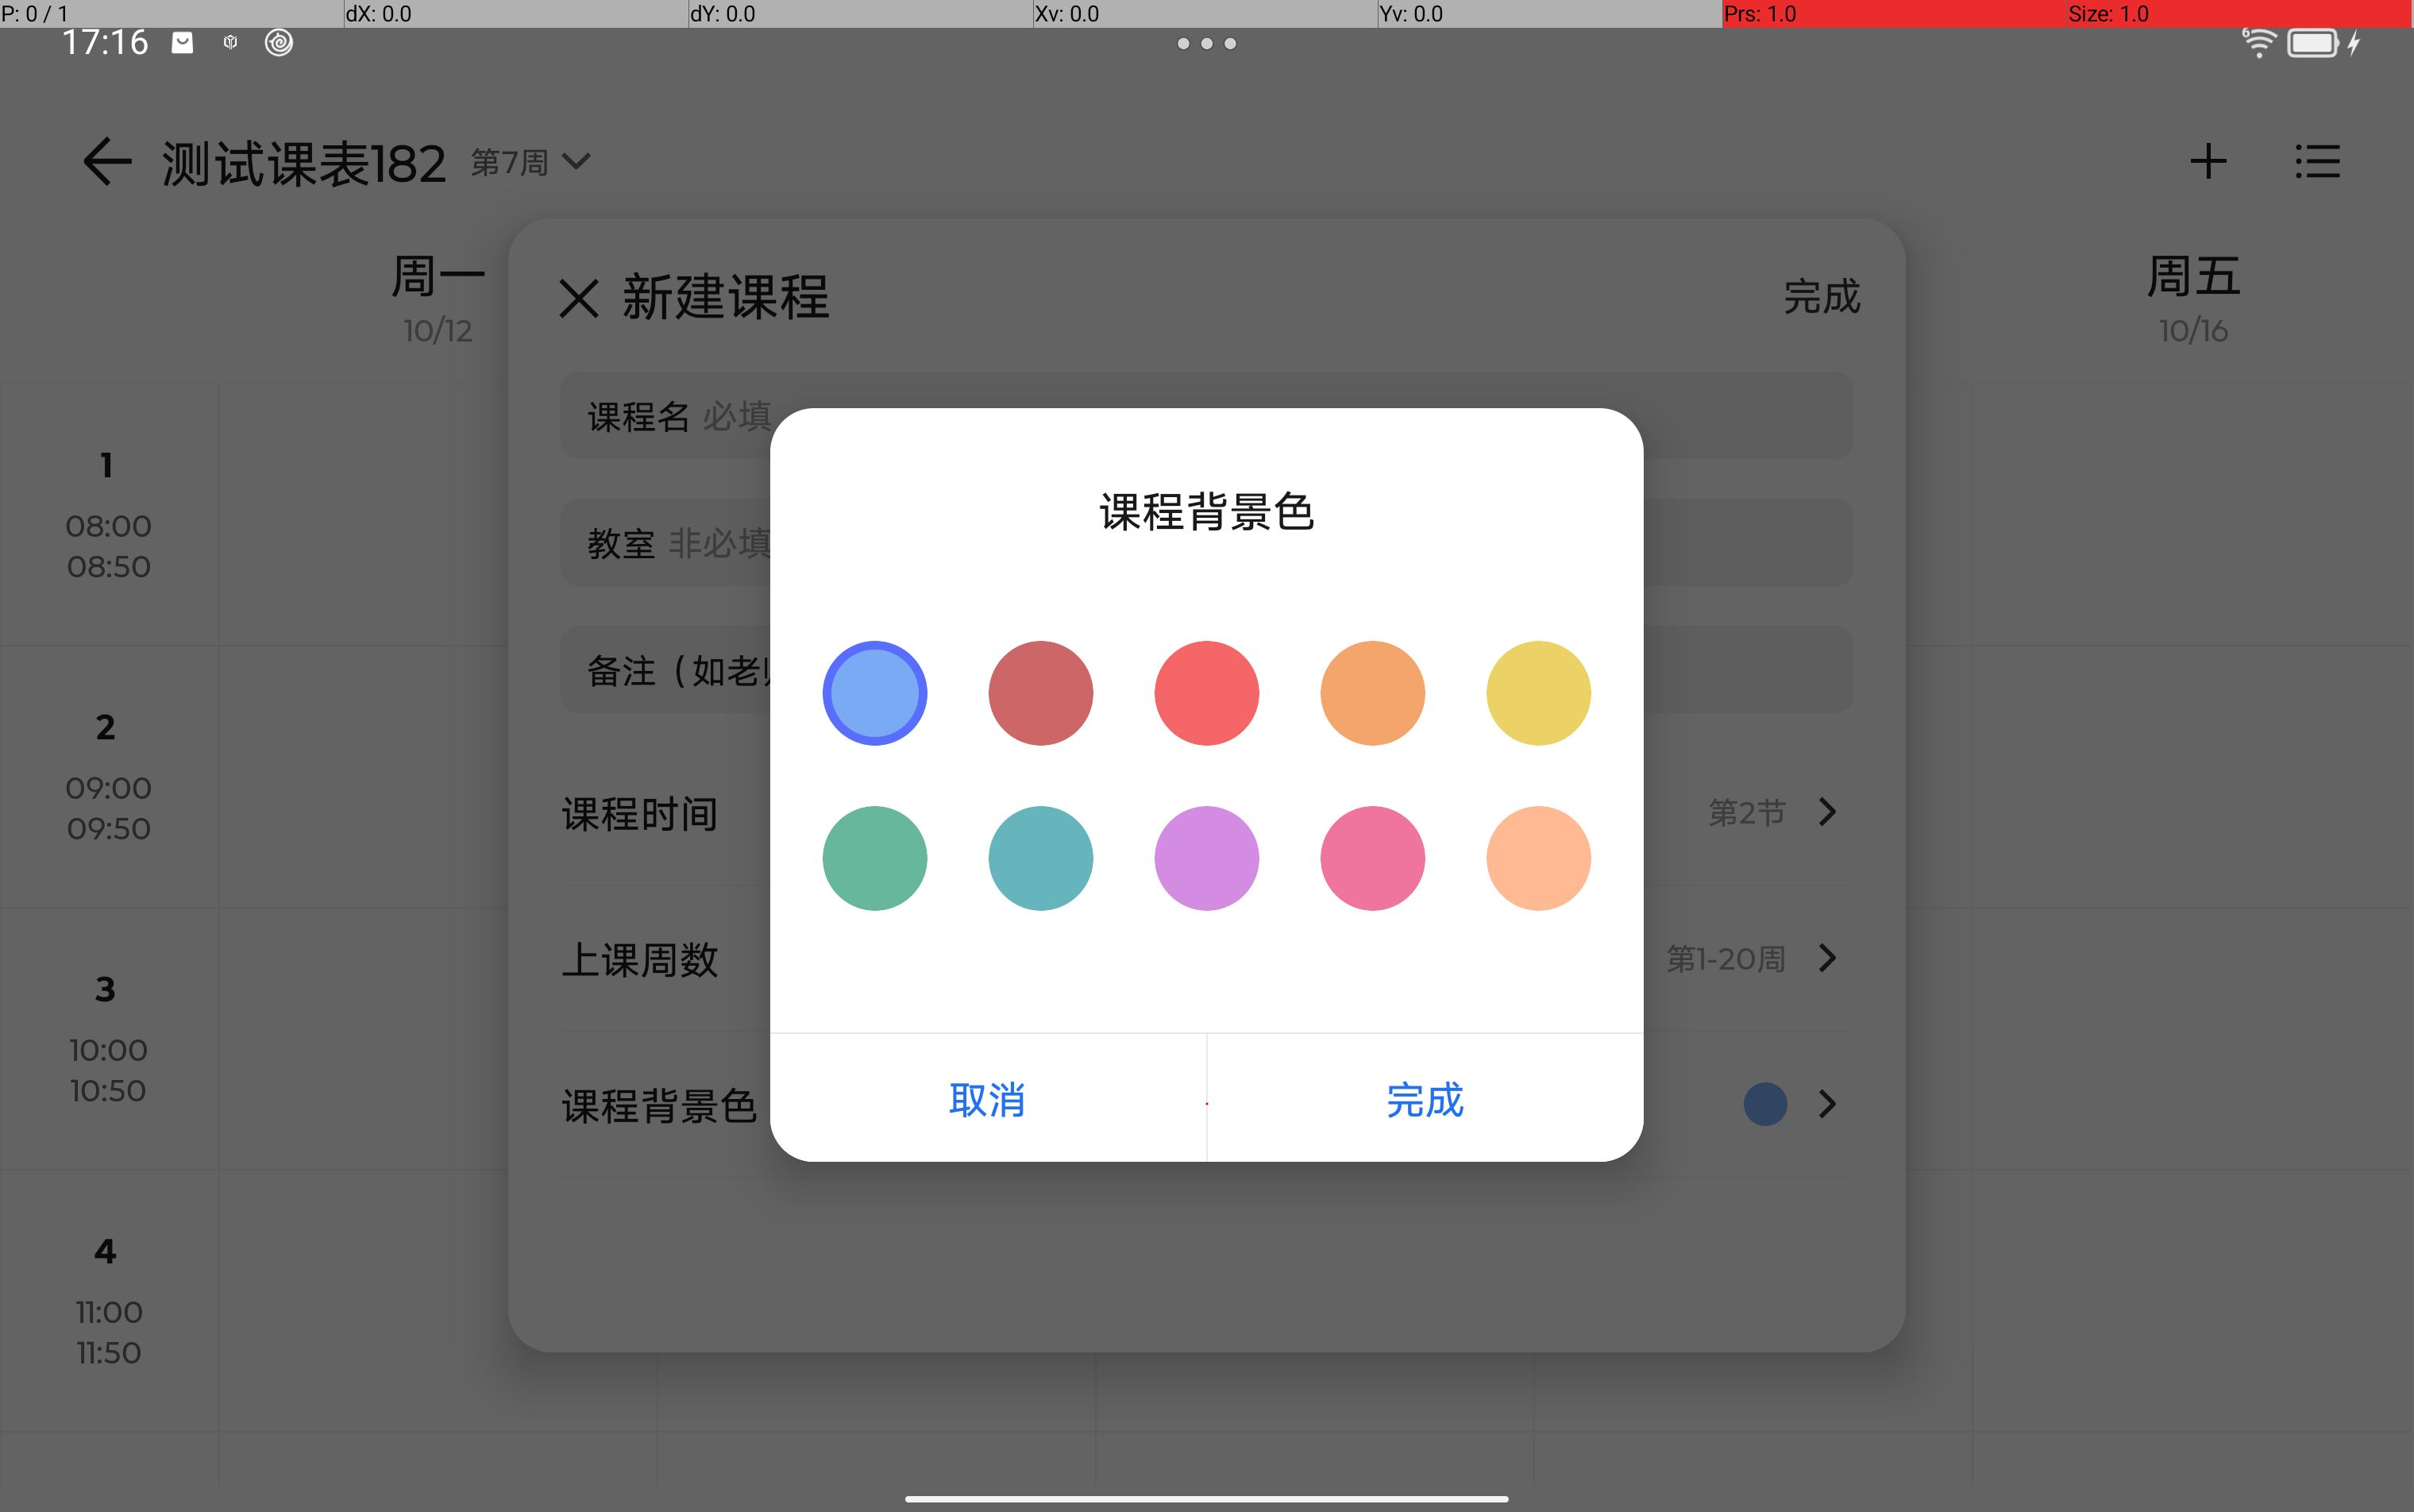 P: 0 / 1 dX: 0.0 dY: 0.0 Xv: 0.0 Yv: 0.0 Prs: 1.0 Size: 1.0
17:16 6
测试课表182 第7周
周一 周五
10/12 10/16
新建课程 完成
课程名 必填
教室 非必填
备注（如老
课程背景色
课程时间 第2节
上课周数 第1-20周
课程背景色
取消 完成
1
08:00
08:50
2
09:00
09:50
3
10:00
10:50
4
11:00
11:50